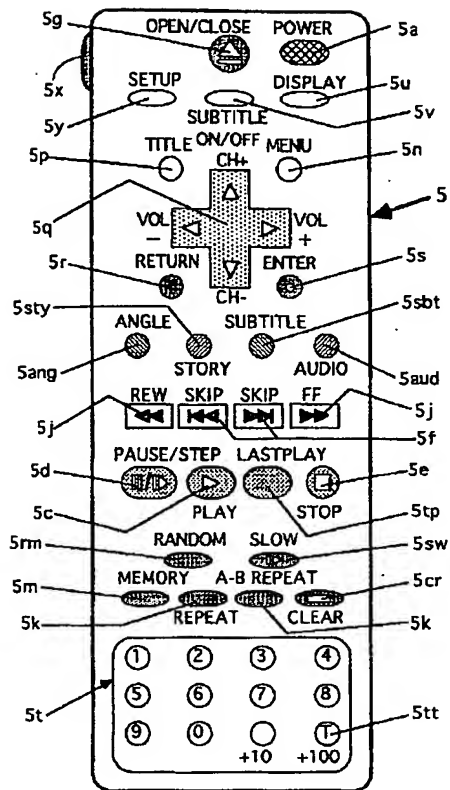 5g OPEN/CLOSE POWER 5a
5x
SETUP DISPLAY 5u
5y SUBTITLE 5v
ON/OFF
5p TITLE MENU 5n
CH+
5q VOL VOL 5
− +
5r RETURN ENTER 5s
CH-
5sty ANGLE SUBTITLE 5sbt
5ang STORY AUDIO 5aud
REW SKIP SKIP FF
5j 5j
5f
PAUSE/STEP LASTPLAY
5d 5e
5c PLAY STOP
5tp
5rm RANDOM SLOW 5sw
5m MEMORY A-B REPEAT 5cr
5k REPEAT CLEAR 5k
1 2 3 4
5t 5 6 7 8
9 0 T 5tt
+10 +100